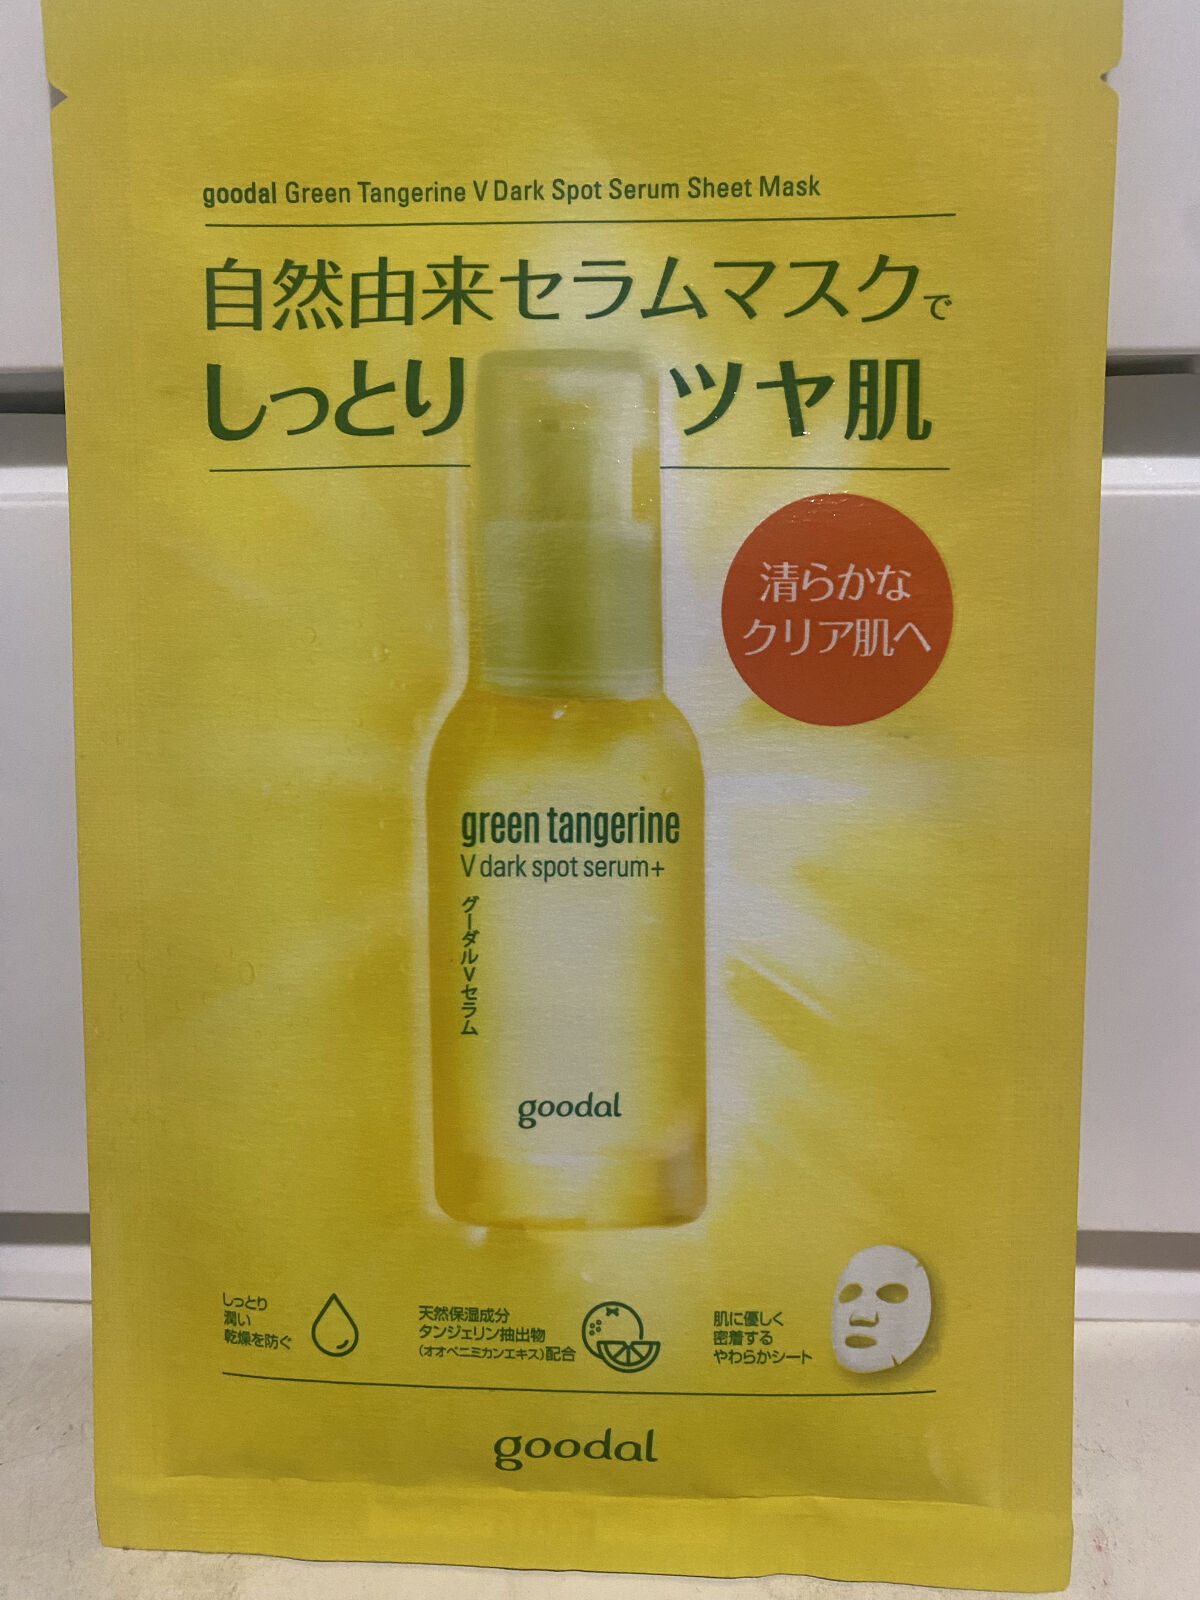 goodal Green Tangerine V Dark Spot Serum Sheet Mask
自然由来セラムマスクで
しっとり ツヤ肌
清らかな
クリア肌へ
green tangerine
V dark spot serum+
グーダルVセラム
goodal
しっとり
潤い
乾燥を防ぐ
天然保湿成分
タンジェリン抽出物
(オオベニミカンエキス)配合
肌に優しく
密着する
やわらかシート
goodal